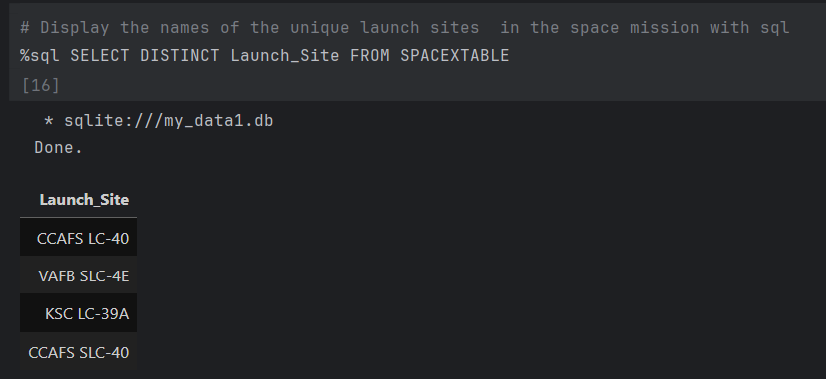 # Display the names of the unique launch sites  in the space mission with sql
%sql SELECT DISTINCT Launch_Site FROM SPACEXTABLE
[16]
* sqlite:///my_data1.db
Done.
Launch_Site
CCAFS LC-40
VAFB SLC-4E
KSC LC-39A
CCAFS SLC-40